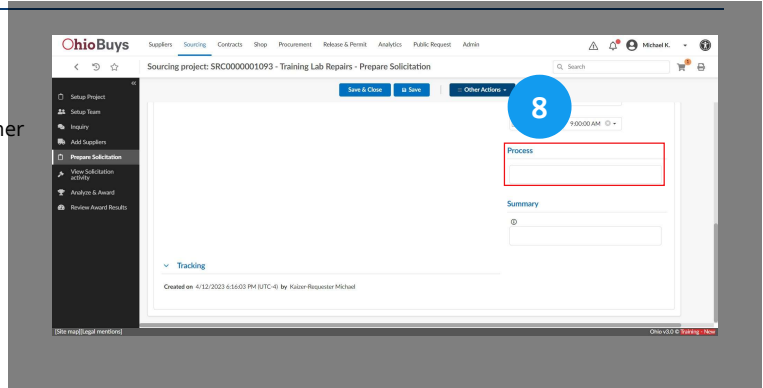 OhioBuys
Suppliers Sourcing Contracts Shop Procurement Release & Permit Analytics Public Request Admin
Michael K.
Sourcing project: SRC0000001093 - Training Lab Repairs - Prepare Solicitation
Search
1
Save & Close Save Other Actions
8
Setup Project
Setup Team
Inquiry
Add Suppliers
Prepare Solicitation
View Solicitation
activity
Analyze & Award
Review Award Results
ner
9:00:00 AM
Process
Summary
Tracking
Created on 4/12/2023 6:16:03 PM (UTC-4) by Kaizer-Requester Michael
[Site map][Legal mentions]
Ohio v3.0 © Training - New